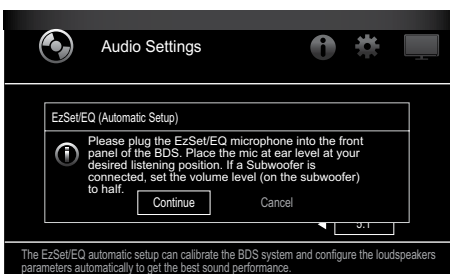 Audio Settings
EzSet/EQ (Automatic Setup)
Please plug the EzSet/EQ microphone into the front
panel of the BDS. Place the mic at ear level at your
desired listening position. If a Subwoofer is
connected, set the volume level (on the subwoofer)
to half.
Continue Cancel
5.1
The EzSet/EQ automatic setup can calibrate the BDS system and configure the loudspeakers
parameters automatically to get the best sound performance.